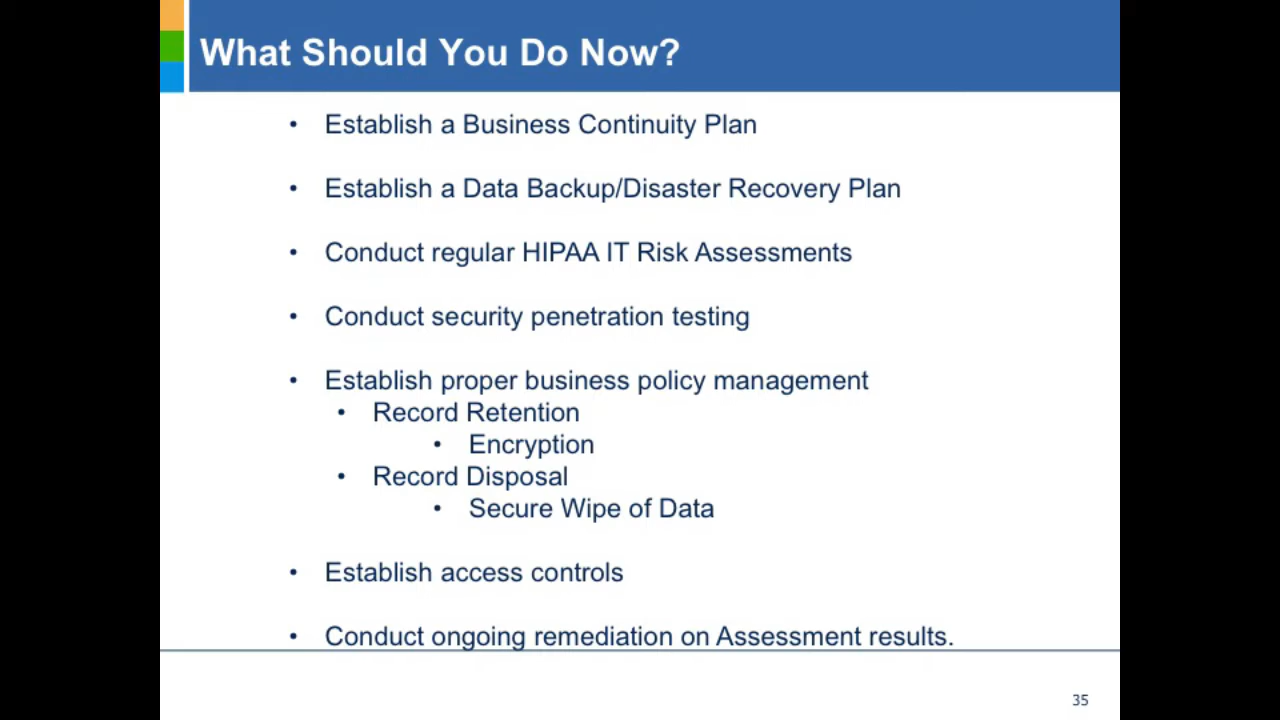 What Should You Do Now?
• Establish a Business Continuity Plan
• Establish a Data Backup/Disaster Recovery Plan
• Conduct regular HIPAA IT Risk Assessments
• Conduct security penetration testing
• Establish proper business policy management
• Record Retention
• Encryption
• Record Disposal
• Secure Wipe of Data
• Establish access controls
• Conduct ongoing remediation on Assessment results.
35